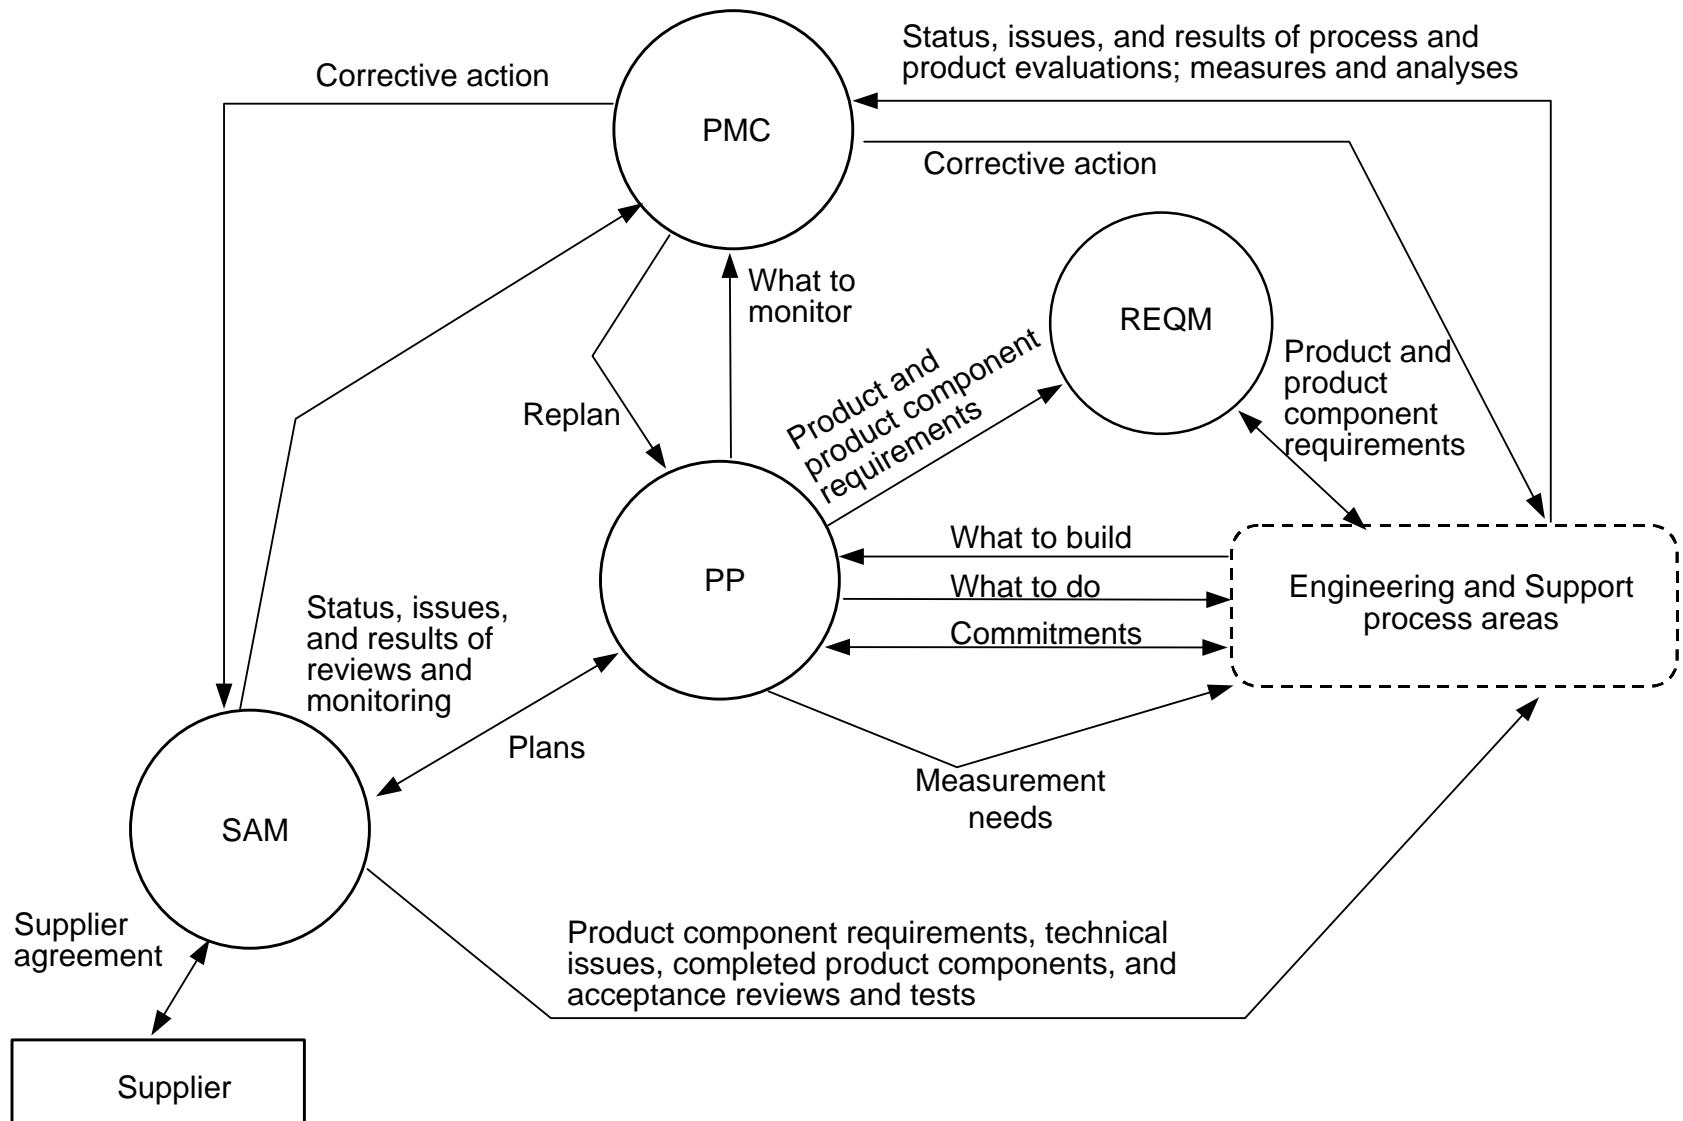 Status, issues, and results of process and
product evaluations; measures and analyses
Corrective action
PMC
Corrective action
What to
monitor
REQM
Product and
product
component
requirements
Product and
product component
requirements
Replan
What to build
PP
What to do
Engineering and Support
process areas
Commitments
Status, issues,
and results of
reviews and
monitoring
Plans
Measurement
needs
SAM
Supplier
agreement
Product component requirements, technical
issues, completed product components, and
acceptance reviews and tests
Supplier